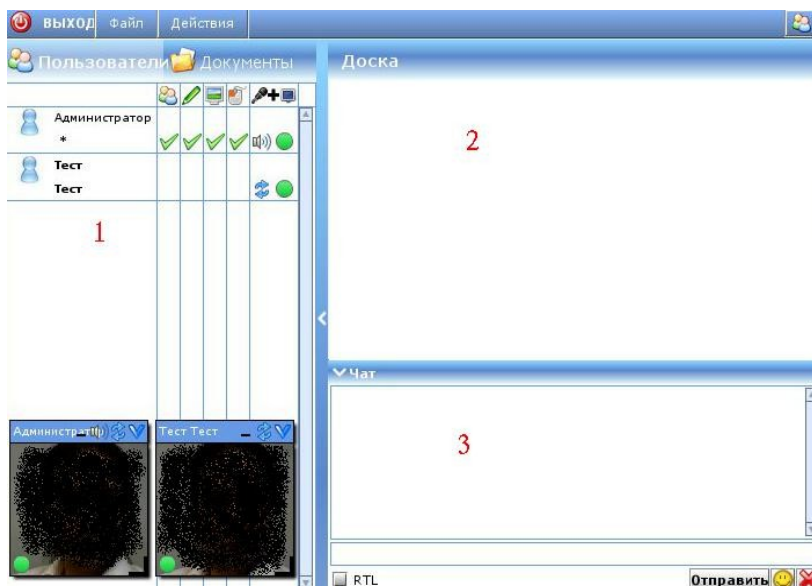 ВЫХОД Файл Действия
Пользователи Документы
Доска
Администратор
*
Тест
Тест
1
2
Чат
3
Администратор
Тест Тест
RTL
Отправить